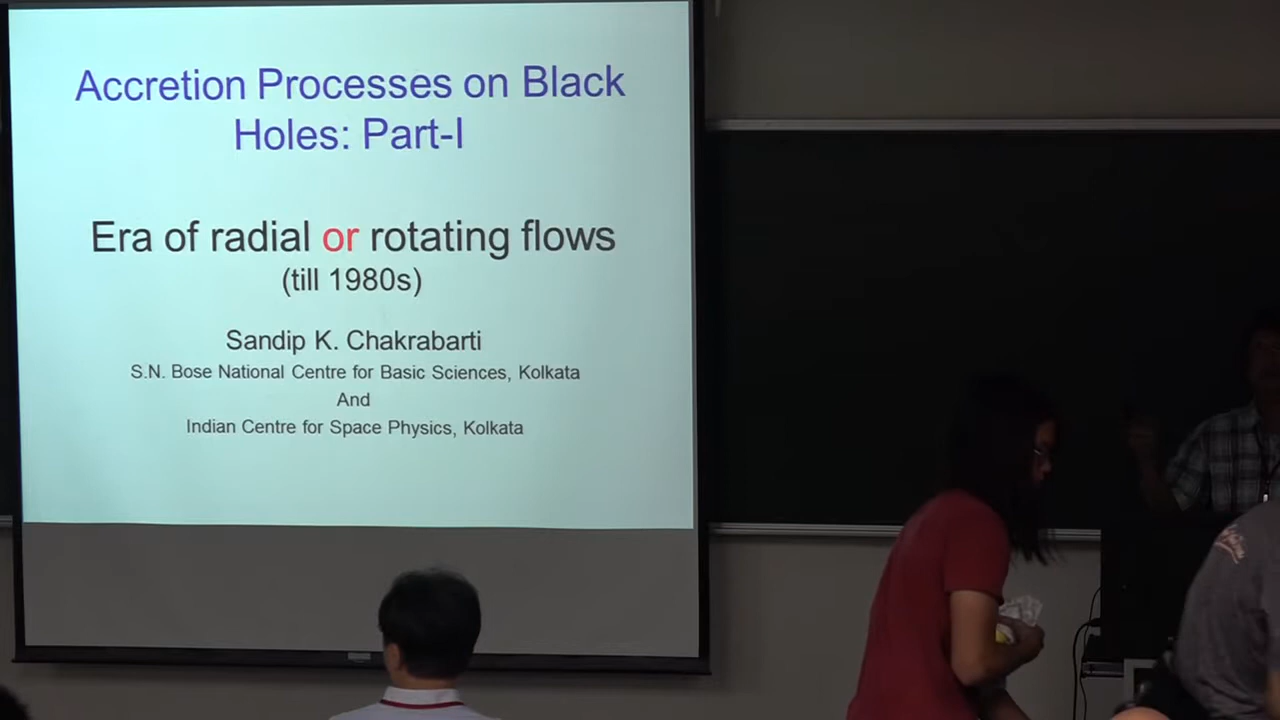 Accretion Processes on Black
Holes: Part-I
Era of radial or rotating flows
(till 1980s)
Sandip K. Chakrabarti
S.N. Bose National Centre for Basic Sciences, Kolkata
And
Indian Centre for Space Physics, Kolkata